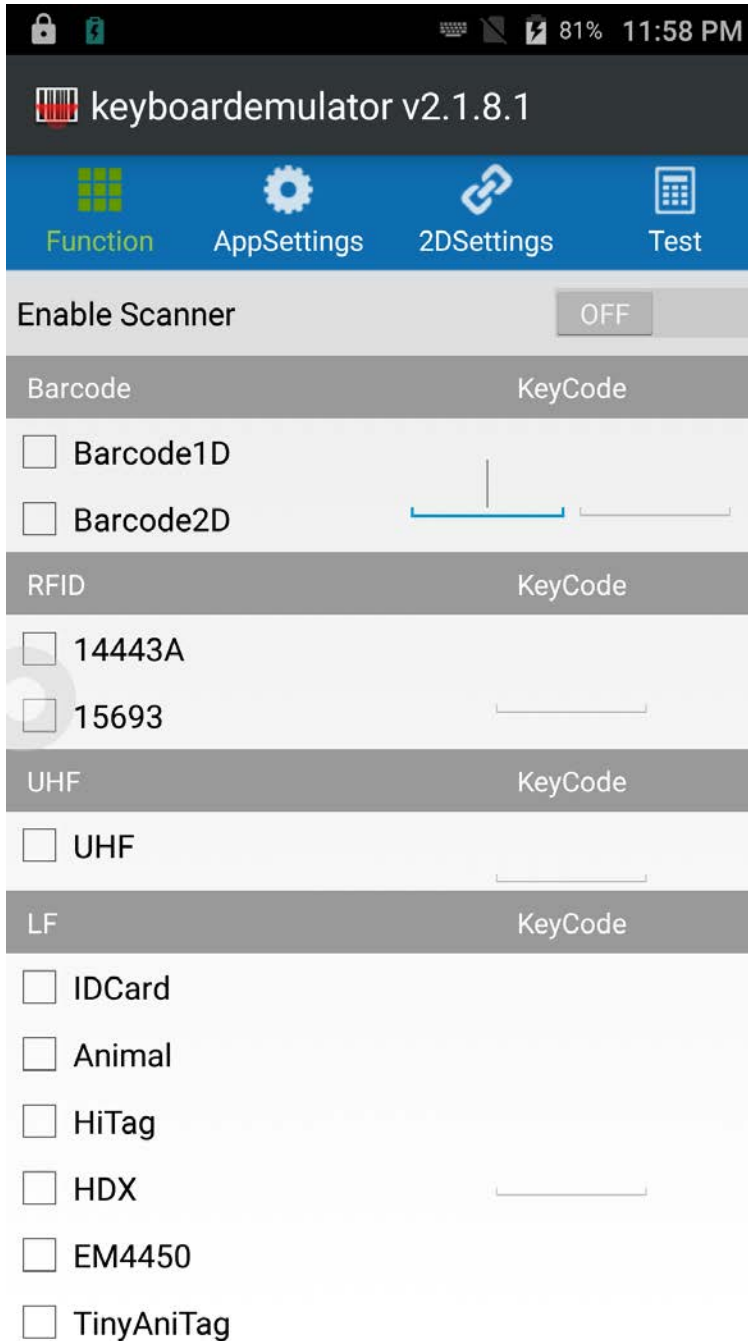 81% 11:58 PM
keyboardemulator v2.1.8.1
Function AppSettings 2DSettings Test
Enable Scanner OFF
Barcode KeyCode
Barcode1D
Barcode2D
RFID KeyCode
14443A
15693
UHF KeyCode
UHF
LF KeyCode
IDCard
Animal
HiTag
HDX
EM4450
TinyAniTag